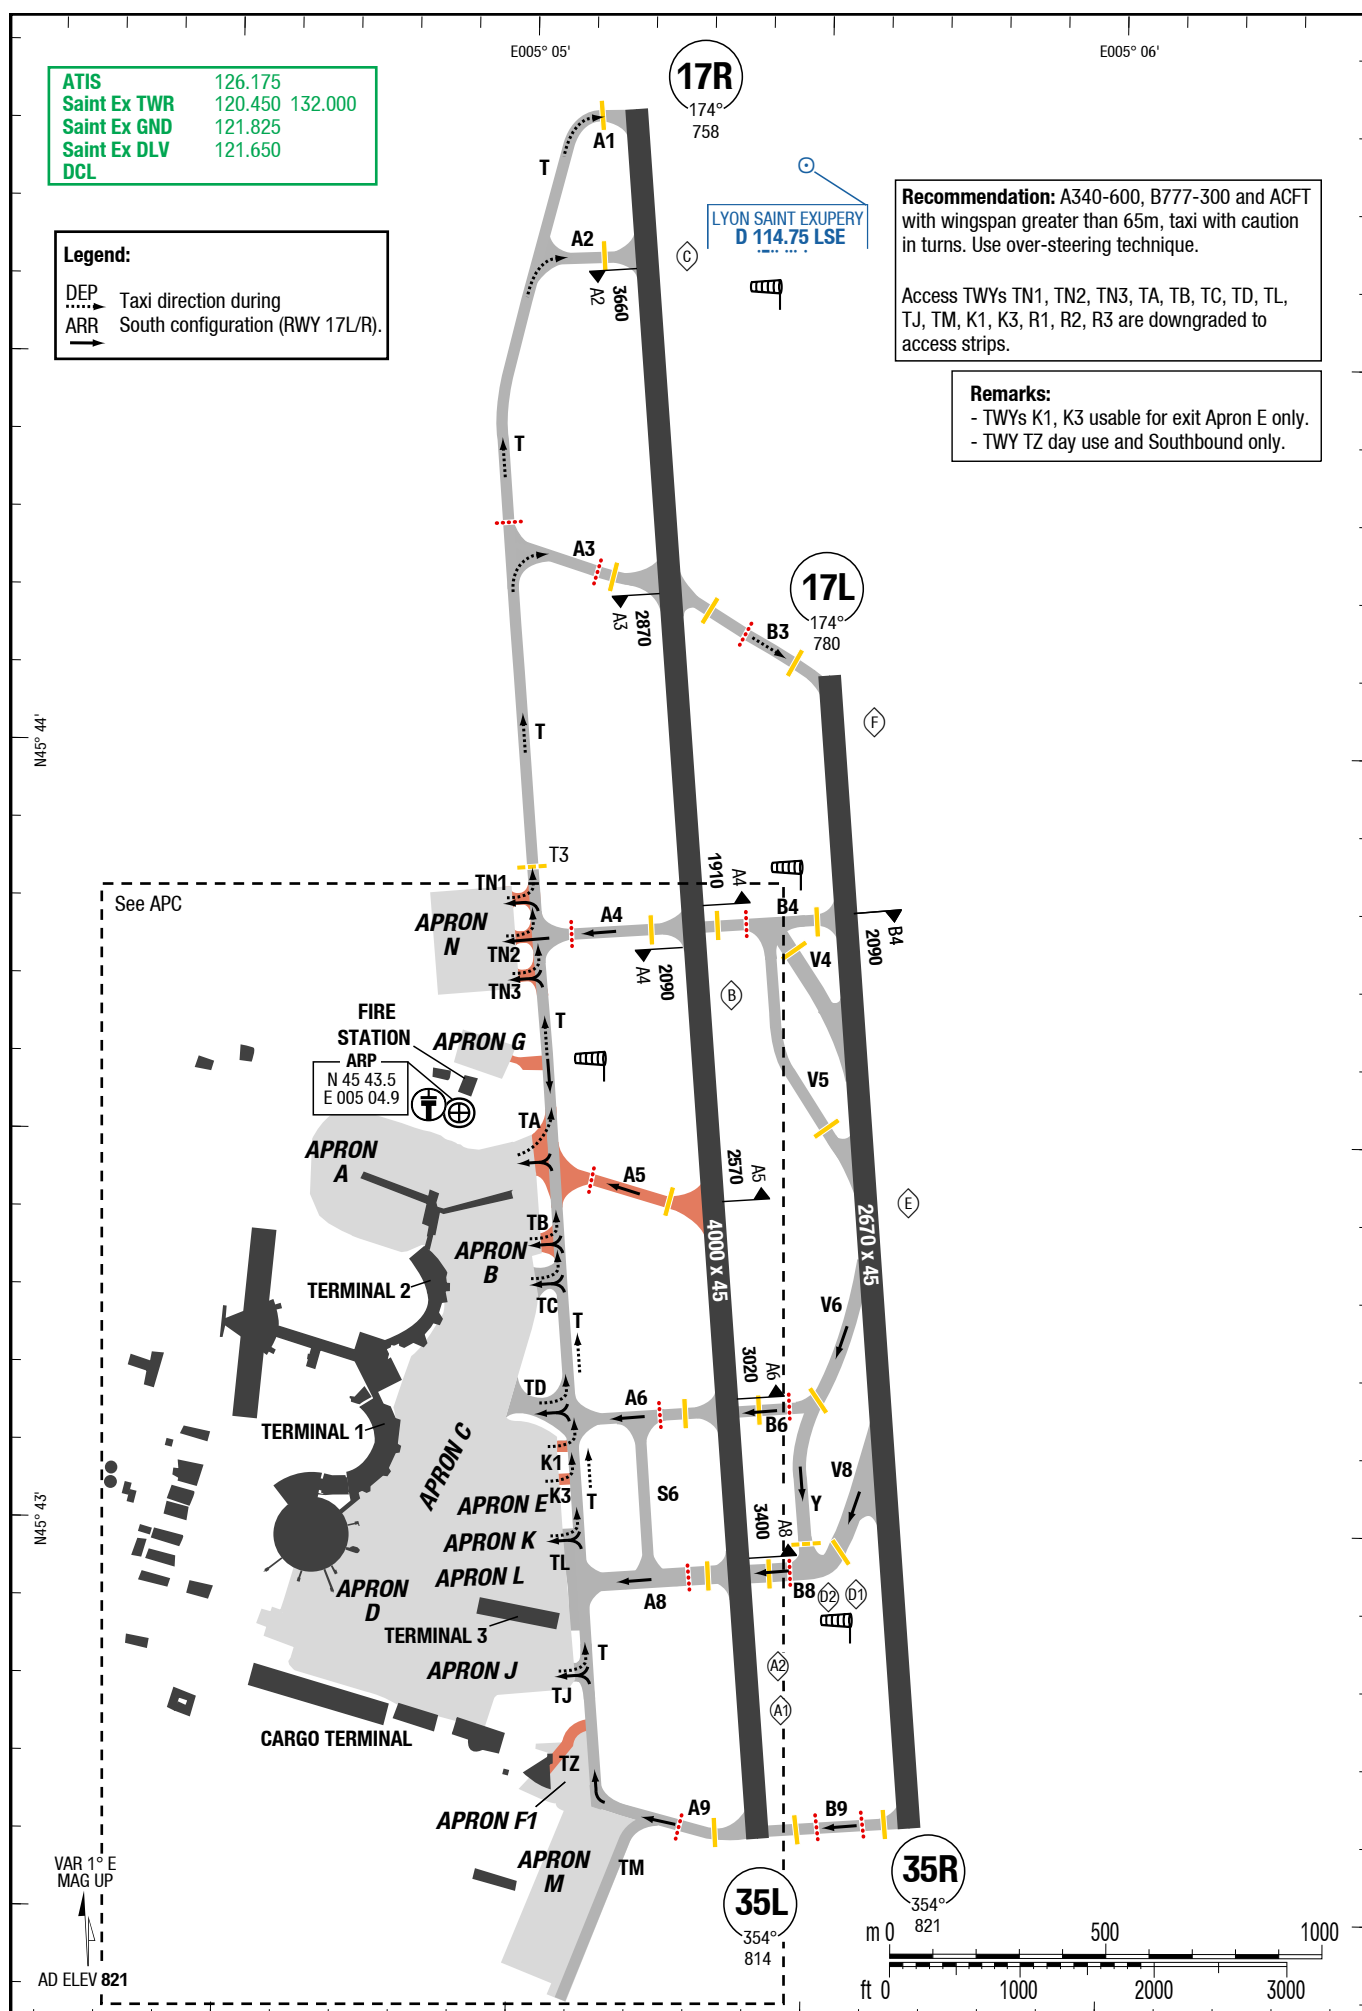 E005° 05'
E005° 06'
17R
174°
758
ATIS 126.175
Saint Ex TWR 120.450 132.000
Saint Ex GND 121.825
Saint Ex DLV 121.650
DCL
A1
T
LYON SAINT EXUPERY
D 114.75 LSE
Recommendation: A340-600, B777-300 and ACFT
with wingspan greater than 65m, taxi with caution
in turns. Use over-steering technique.
Access TWYs TN1, TN2, TN3, TA, TB, TC, TD, TL,
TJ, TM, K1, K3, R1, R2, R3 are downgraded to
access strips.
Legend:
DEP
ARR
Taxi direction during
South configuration (RWY 17L/R).
A2
C
A2
3660
Remarks:
- TWYs K1, K3 usable for exit Apron E only.
- TWY TZ day use and Southbound only.
T
A3
A3
2870
B3
17L
174°
780
F
N45° 44'
T
T3
See APC
TN1
APRON
N
TN2
TN3
A4
1910
A4
B4
B4
2090
A4
2090
V4
B
FIRE
STATION
APRON G
T
ARP
N 45 43.5
E 005 04.9
V5
TA
APRON
A
A5
2570
A5
E
TB
APRON
B
4000 x 45
2670 x 45
TERMINAL 2
TC
T
V6
TD
A6
3020
A6
B6
TERMINAL 1
APRON C
K1
K3
APRON E
T
S6
V8
Y
N45° 43'
APRON K
TL
3400
A8
APRON L
APRON
D
A8
B8
D2
D1
TERMINAL 3
T
APRON J
TJ
A2
A1
CARGO TERMINAL
TZ
APRON F1
A9
B9
APRON
M
TM
35L
354°
814
35R
354°
821
VAR 1° E
MAG UP
AD ELEV 821
m 0 500 1000
ft 0 1000 2000 3000